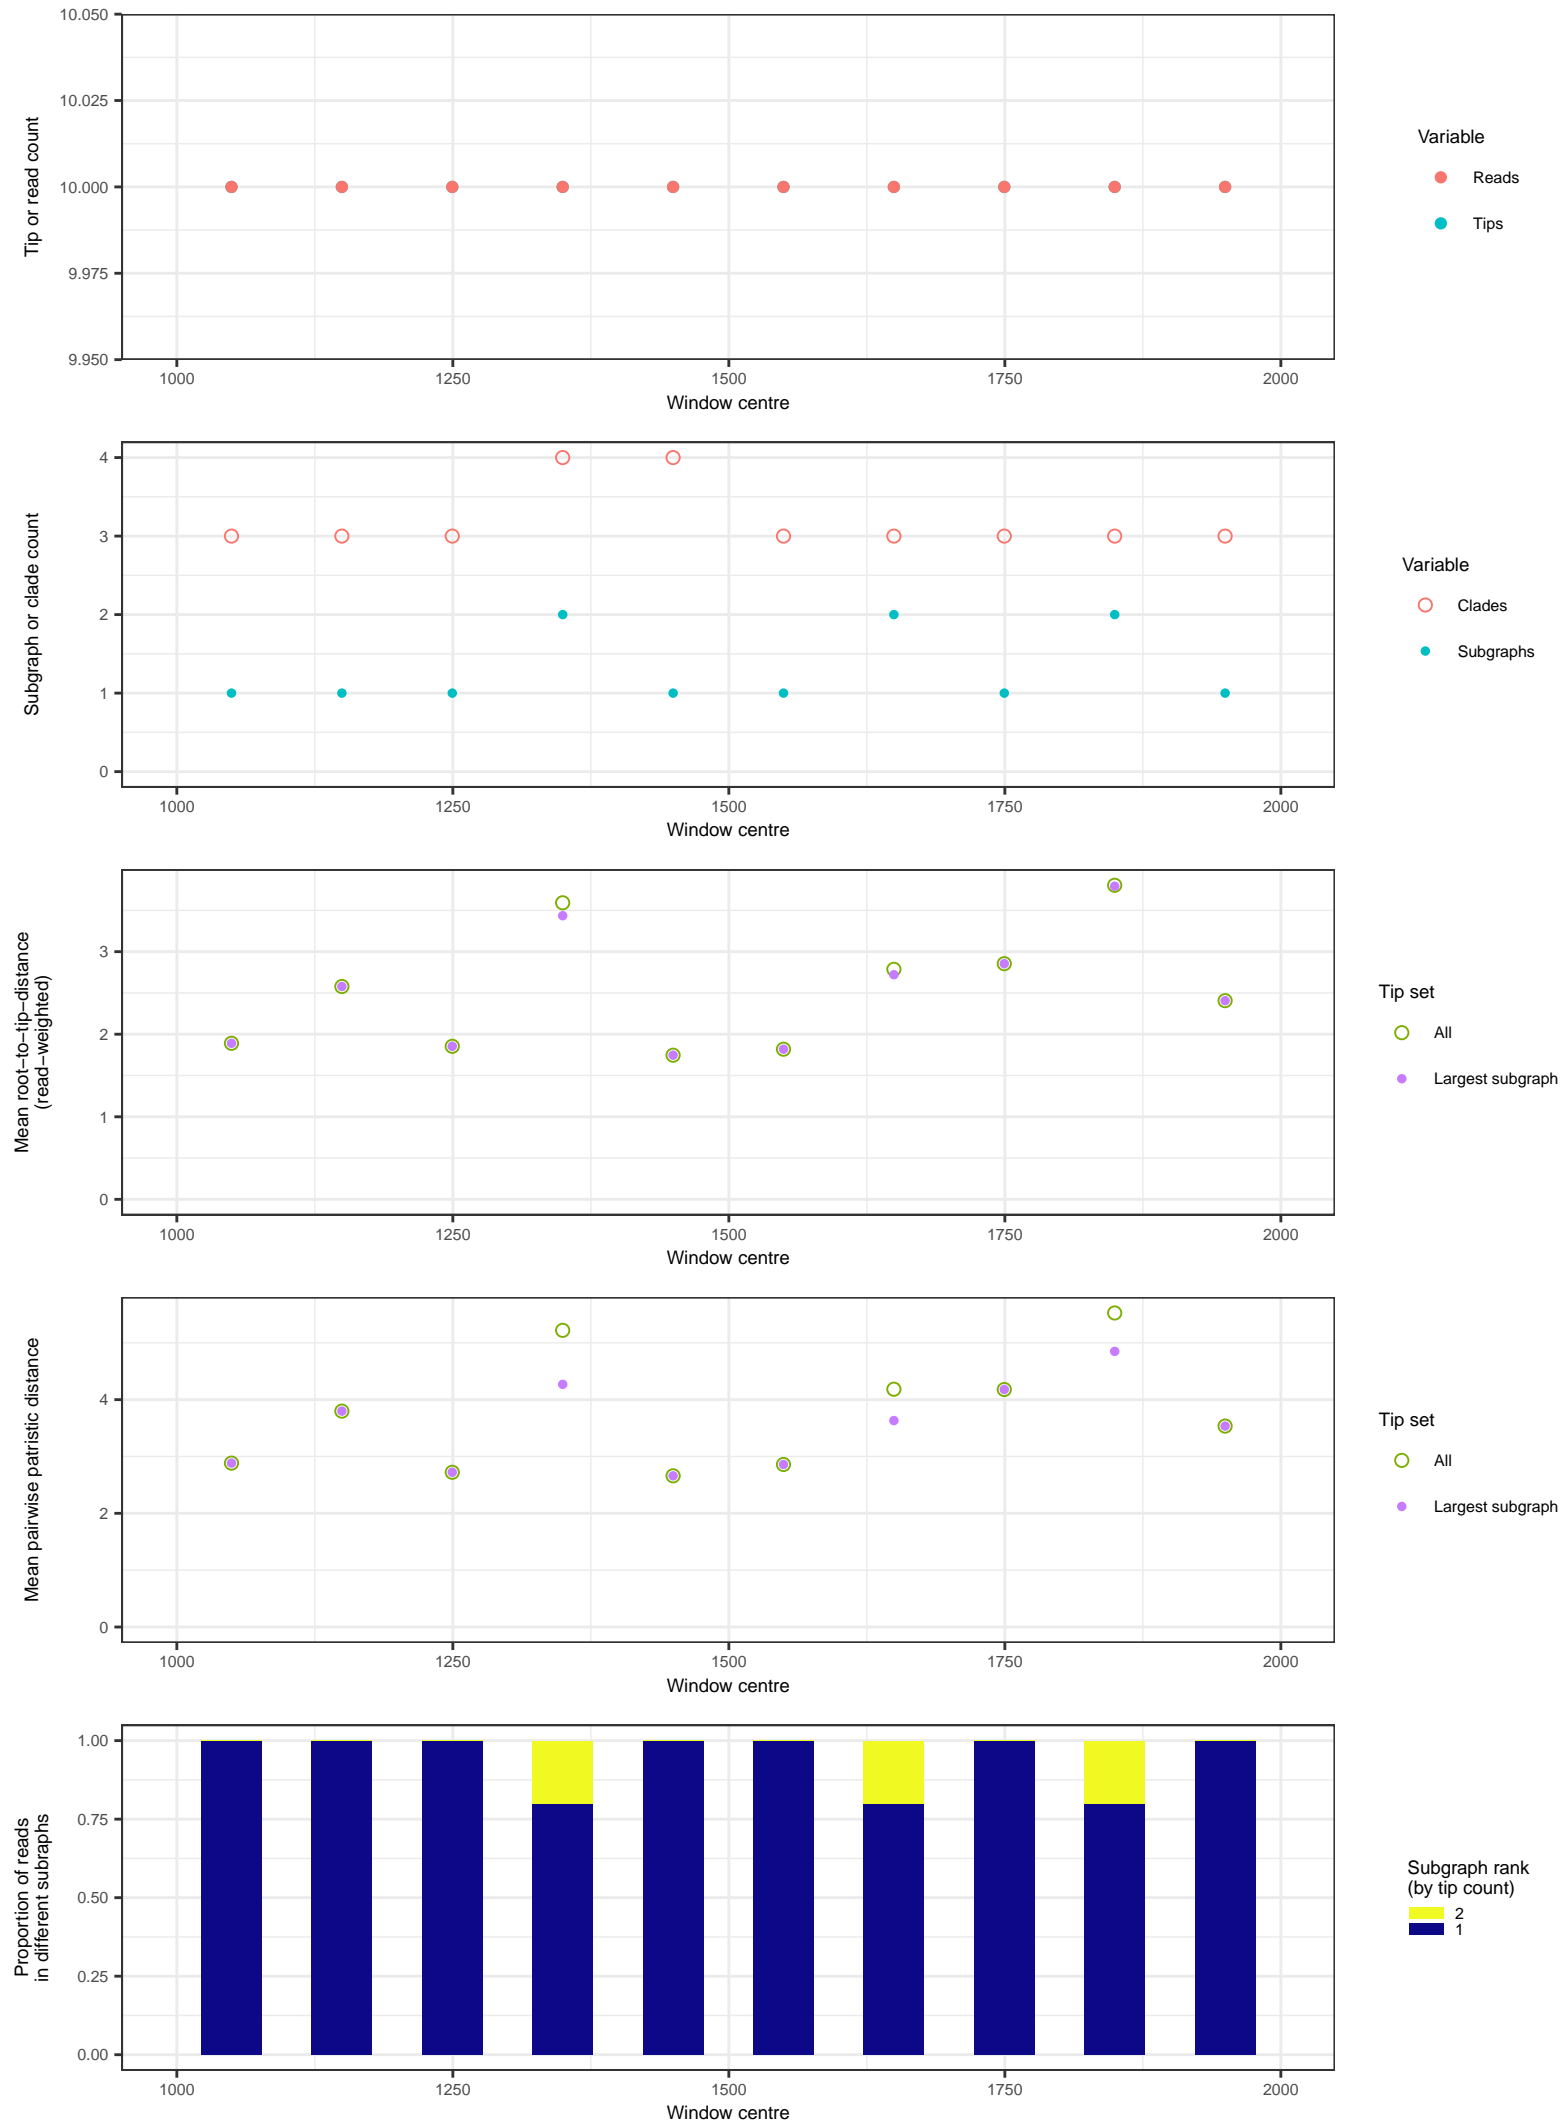 10.050
10.025
10.000
9.975
9.950
Tip or read count
1000 1250 1500 1750 2000
Window centre
Variable
Reads
Tips
4
3
2
1
0
Subgraph or clade count
1000 1250 1500 1750 2000
Window centre
Variable
Clades
Subgraphs
3
2
1
0
Mean root−to−tip−distance
(read−weighted)
1000 1250 1500 1750 2000
Window centre
Tip set
All
Largest subgraph
4
2
0
Mean pairwise patristic distance
1000 1250 1500 1750 2000
Window centre
Tip set
All
Largest subgraph
1.00
0.75
0.50
0.25
0.00
Proportion of reads
in different subraphs
1000 1250 1500 1750 2000
Window centre
Subgraph rank
(by tip count)
2
1